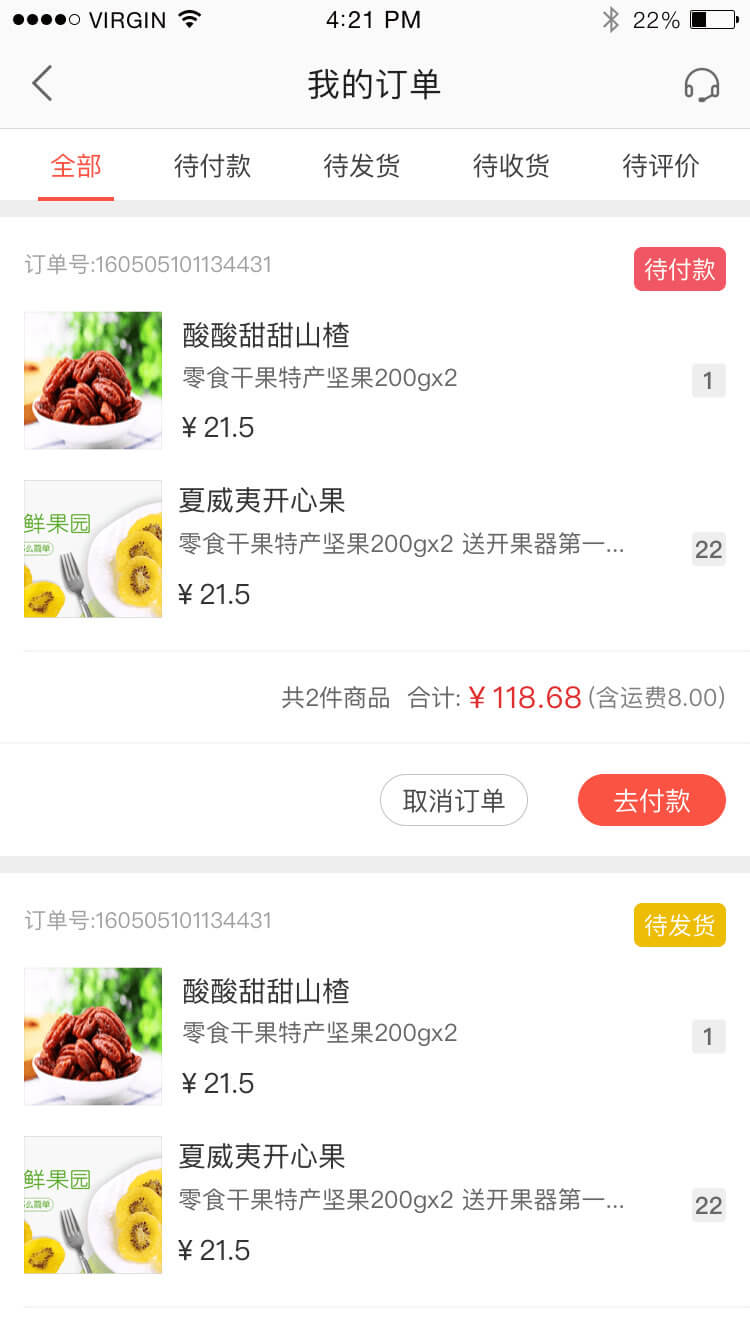 VIRGIN 4:21 PM 22%
我的订单
全部 待付款 待发货 待收货 待评价
订单号:160505101134431 待付款
酸酸甜甜山楂
零食干果特产坚果200gx2 1
¥ 21.5
鲜果园
么简单
夏威夷开心果
零食干果特产坚果200gx2 送开果器第一... 22
¥ 21.5
共2件商品 合计: ¥ 118.68 (含运费8.00)
取消订单 去付款
订单号:160505101134431 待发货
酸酸甜甜山楂
零食干果特产坚果200gx2 1
¥ 21.5
鲜果园
么简单
夏威夷开心果
零食干果特产坚果200gx2 送开果器第一... 22
¥ 21.5